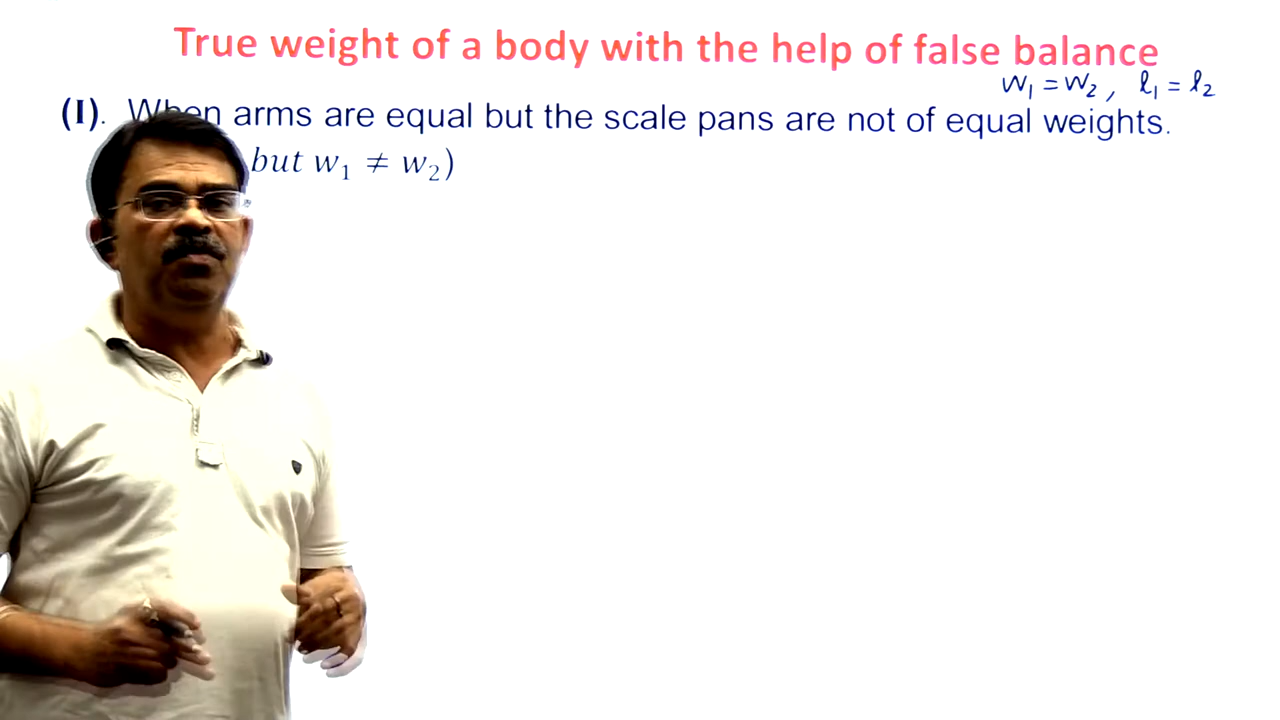 True weight of a body with the help of false balance
w₁ = w₂ , l₁ = l₂
(I). When arms are equal but the scale pans are not of equal weights.
but w₁ ≠ w₂)